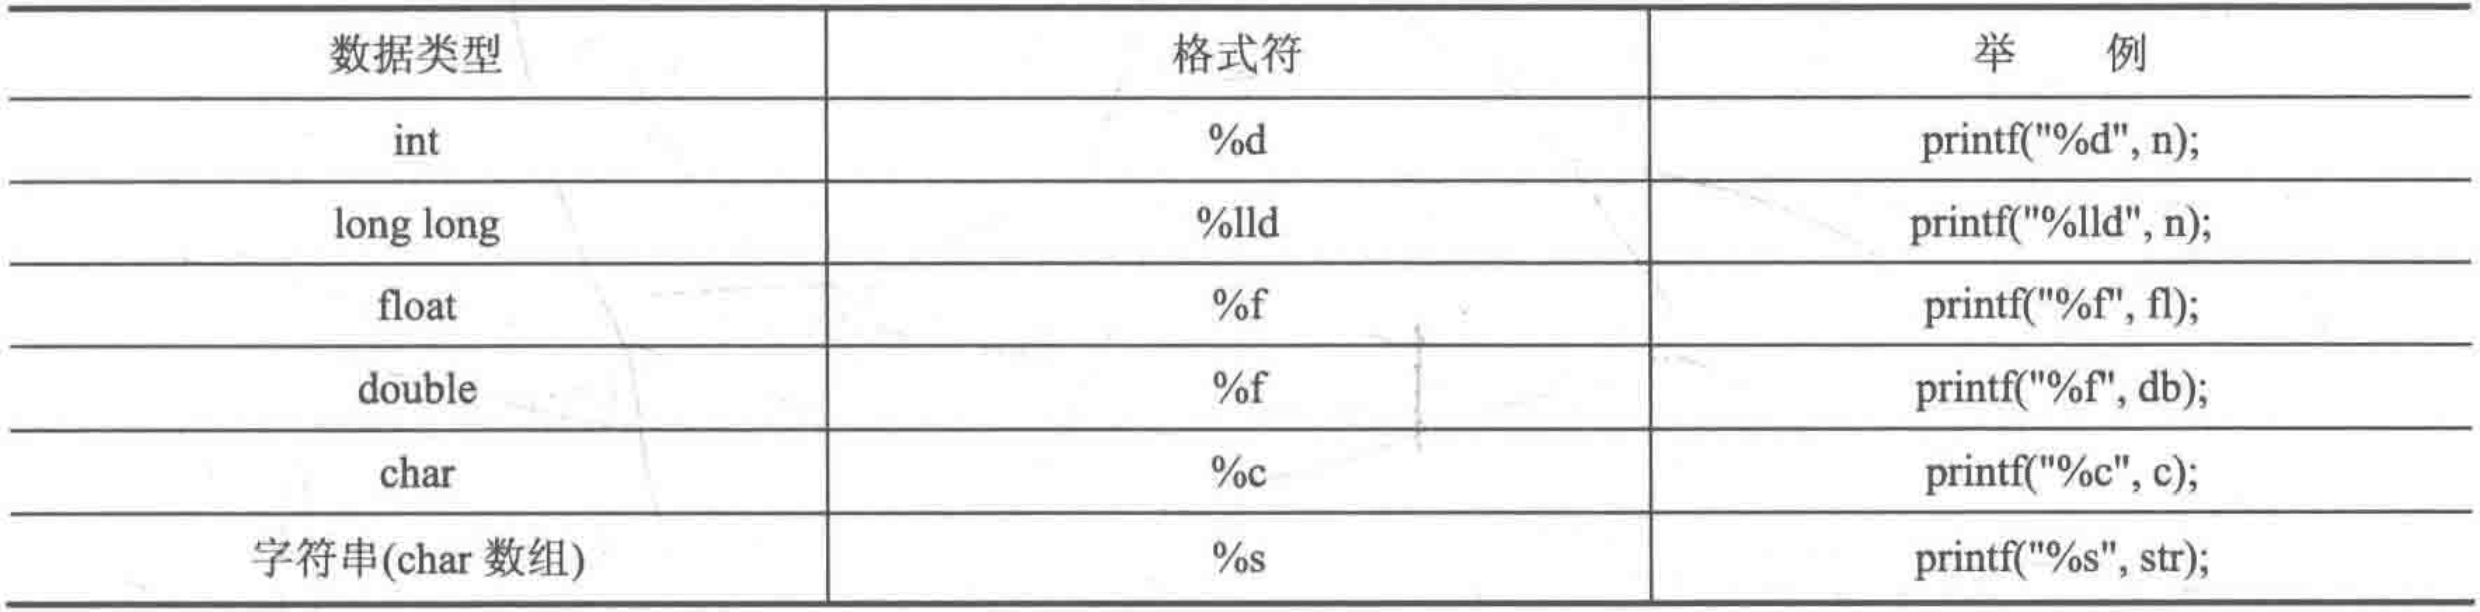 数据类型 格式符 举 例
int %d printf("%d", n);
long long %lld printf("%lld", n);
float %f printf("%f", fl);
double %f printf("%f", db);
char %c printf("%c", c);
字符串(char 数组) %s printf("%s", str);